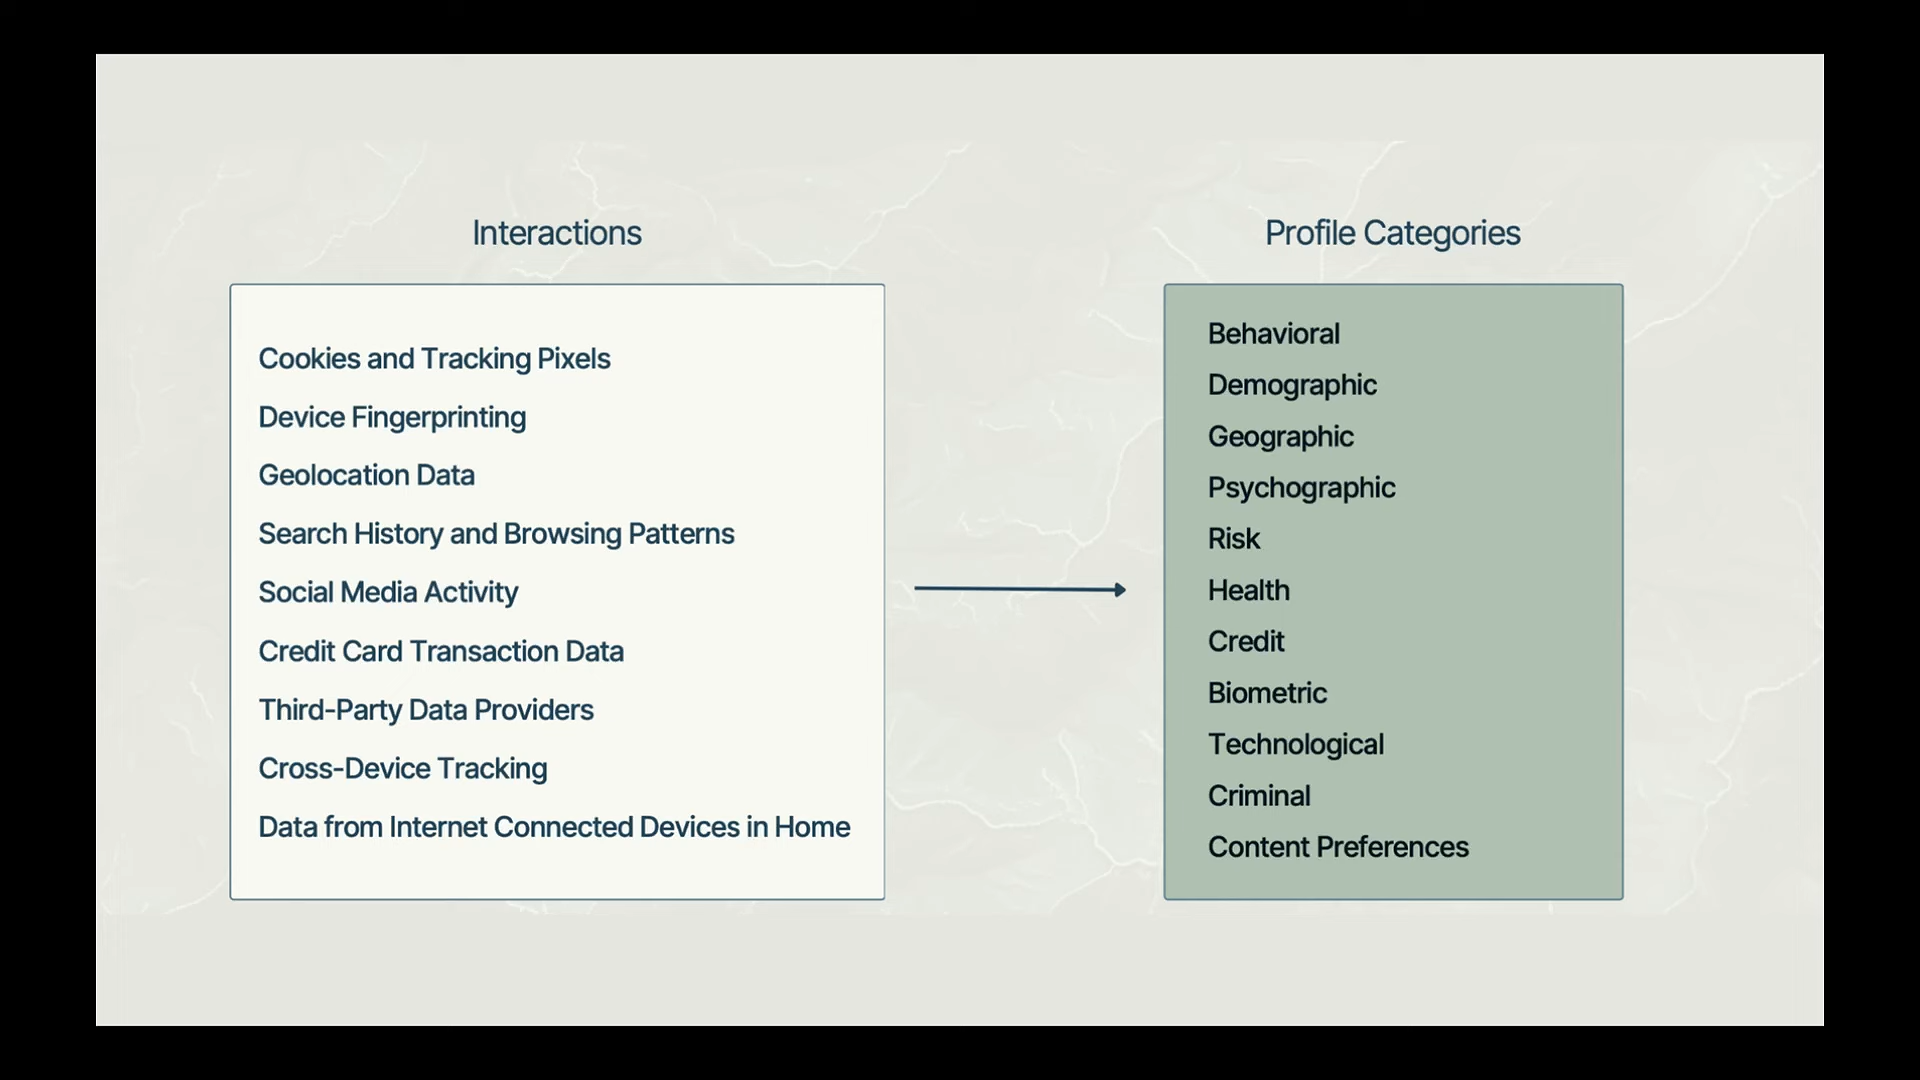 Interactions
Cookies and Tracking Pixels
Device Fingerprinting
Geolocation Data
Search History and Browsing Patterns
Social Media Activity
Credit Card Transaction Data
Third-Party Data Providers
Cross-Device Tracking
Data from Internet Connected Devices in Home
Profile Categories
Behavioral
Demographic
Geographic
Psychographic
Risk
Health
Credit
Biometric
Technological
Criminal
Content Preferences